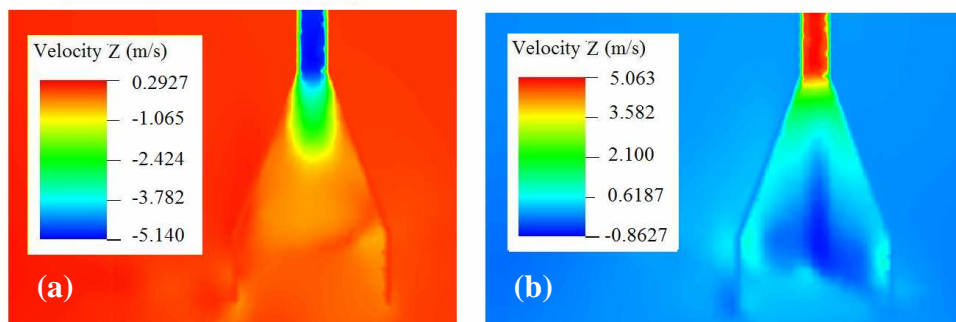 Velocity Z (m/s)
0.2927
-1.065
-2.424
-3.782
-5.140
(a)
Velocity Z (m/s)
5.063
3.582
2.100
0.6187
-0.8627
(b)